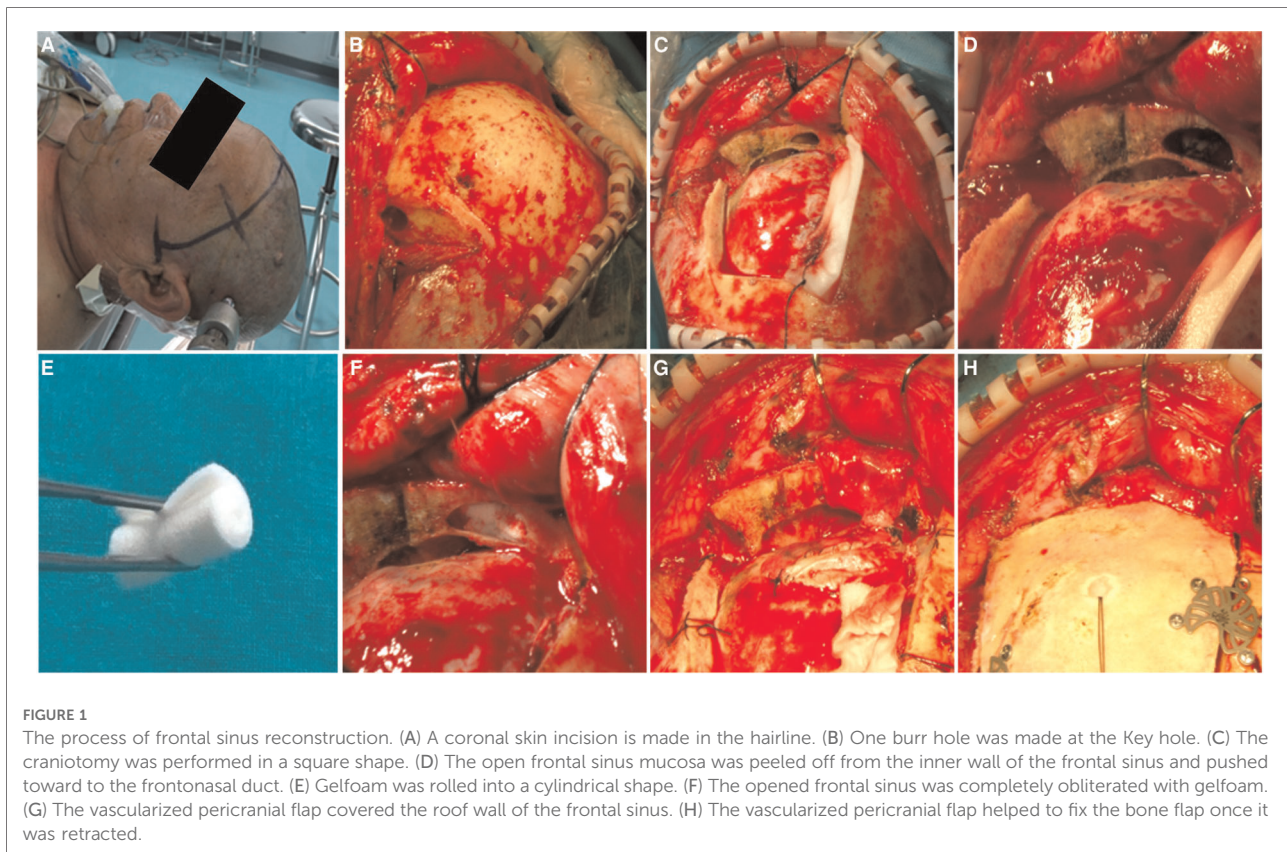 A
B
C
D
E
F
G
H
FIGURE 1
The process of frontal sinus reconstruction. (A) A coronal skin incision is made in the hairline. (B) One burr hole was made at the Key hole. (C) The
craniotomy was performed in a square shape. (D) The open frontal sinus mucosa was peeled off from the inner wall of the frontal sinus and pushed
toward to the frontonasal duct. (E) Gelfoam was rolled into a cylindrical shape. (F) The opened frontal sinus was completely obliterated with gelfoam.
(G) The vascularized pericranial flap covered the roof wall of the frontal sinus. (H) The vascularized pericranial flap helped to fix the bone flap once it
was retracted.